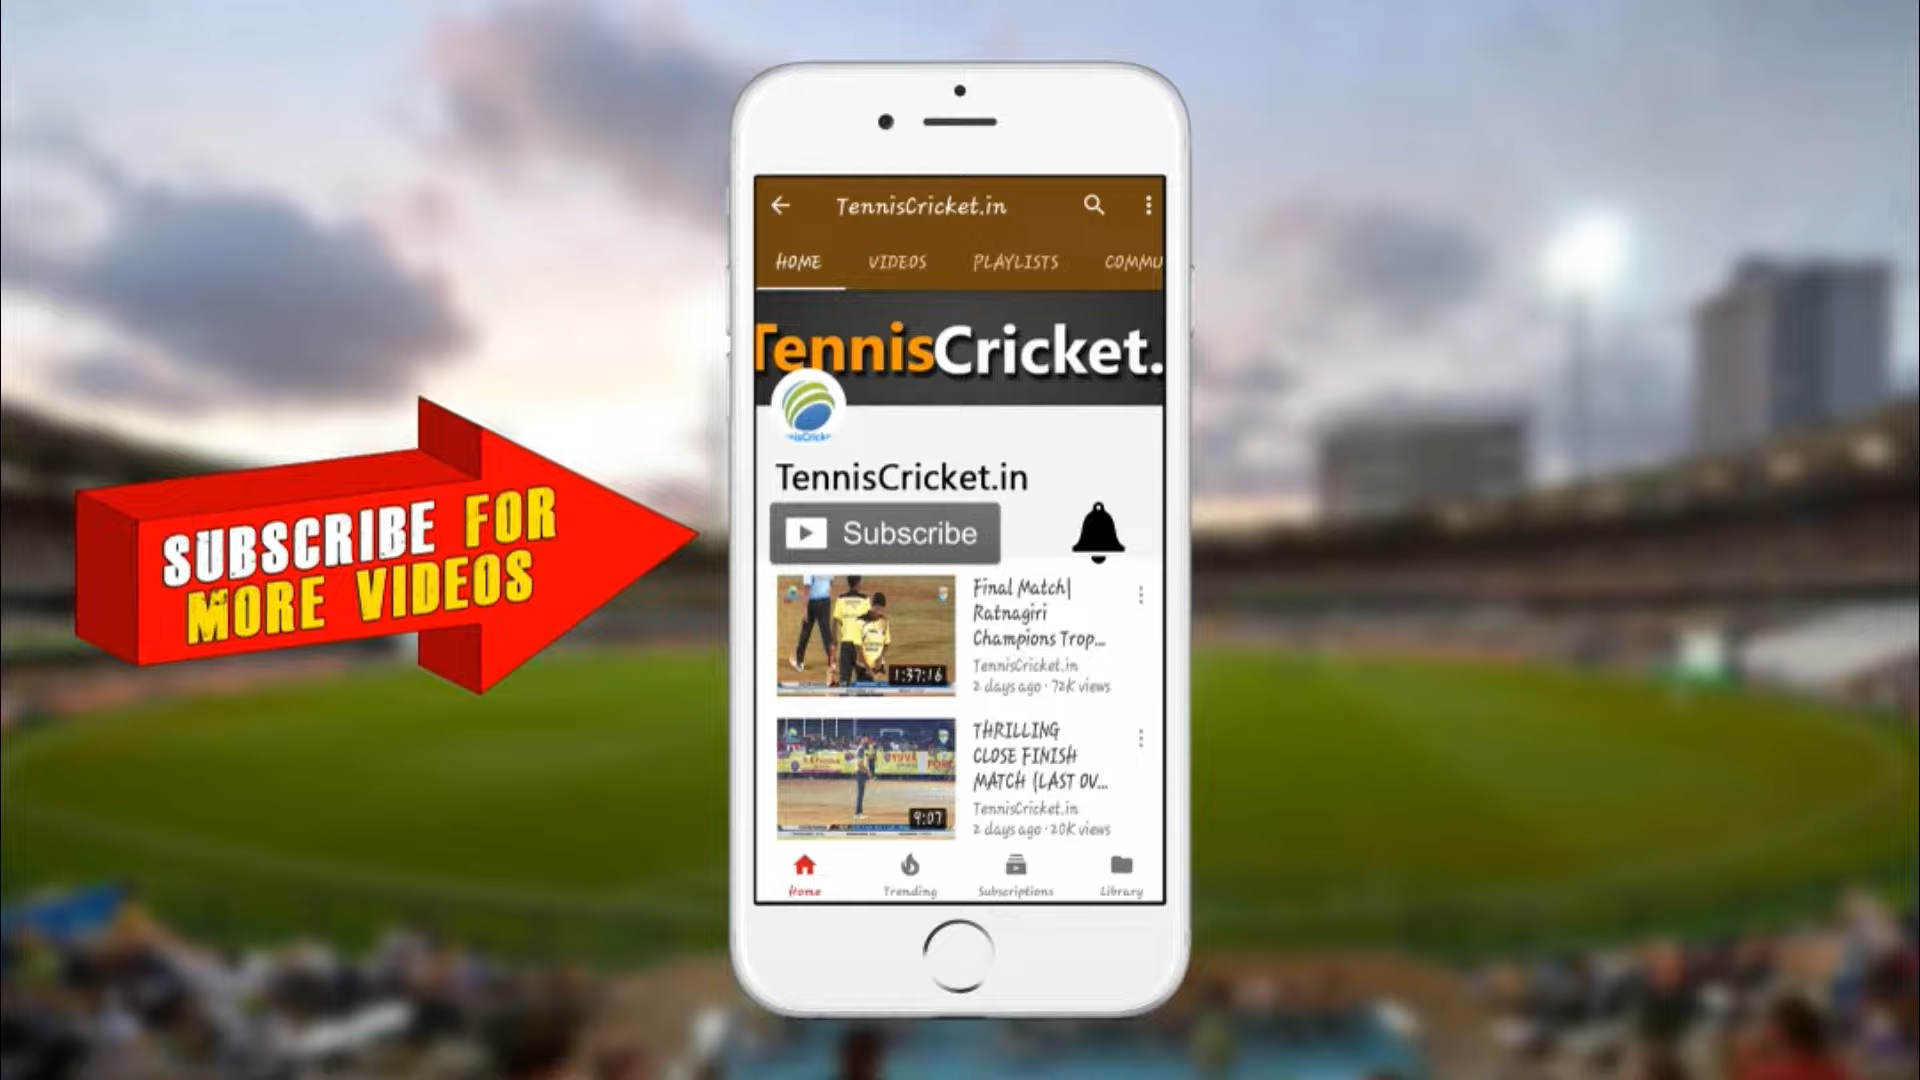 SUBSCRIBE FOR
MORE VIDEOS
TennisCricket.in
HOME VIDEOS PLAYLISTS COMMU
TennisCricket.
TennisCricket.in
Subscribe
Final Match|
Ratnagiri
Champions Trop...
TennisCricket.in
2 days ago · 72K views
1:37:16
THRILLING
CLOSE FINISH
MATCH (LAST OV...
TennisCricket.in
2 days ago · 20K views
9:07
Home Trending Subscriptions Library